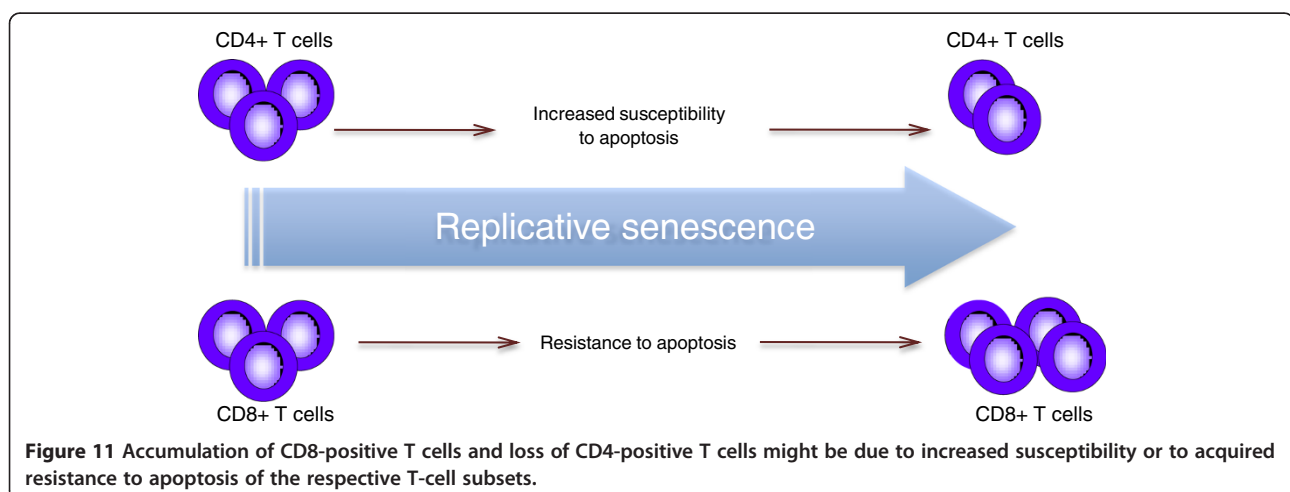 CD4+ T cells
CD4+ T cells
Increased susceptibility
to apoptosis
Replicative senescence
Resistance to apoptosis
CD8+ T cells
CD8+ T cells
Figure 11 Accumulation of CD8-positive T cells and loss of CD4-positive T cells might be due to increased susceptibility or to acquired
resistance to apoptosis of the respective T-cell subsets.